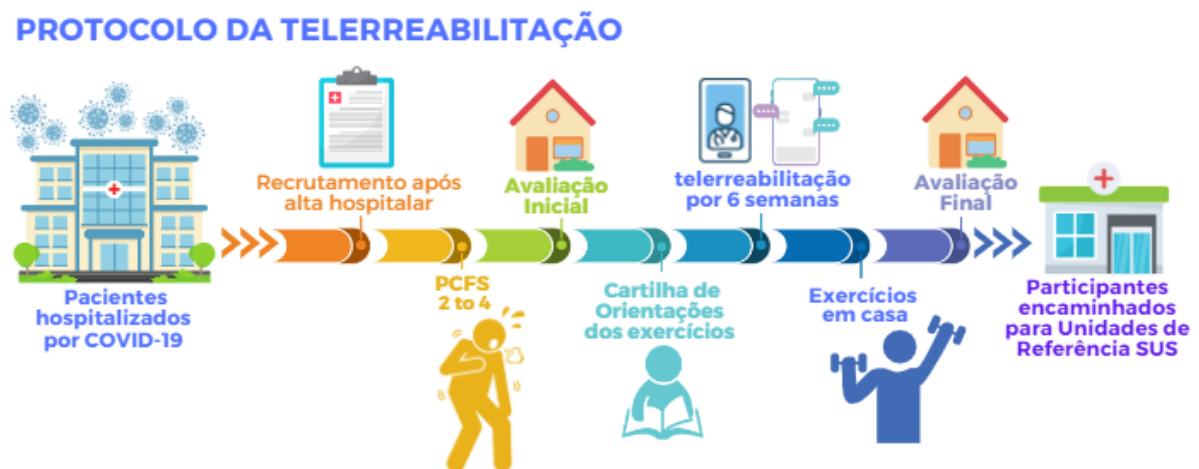 PROTOCOLO DA TELERREABILITAÇÃO
Pacientes
hospitalizados
por COVID-19
Recrutamento após
alta hospitalar
PCFS
2 to 4
Avaliação
Inicial
Cartilha de
Orientações
dos exercícios
telerreabilitação
por 6 semanas
Exercícios
em casa
Avaliação
Final
Participantes
encaminhados
para Unidades de
Referência SUS